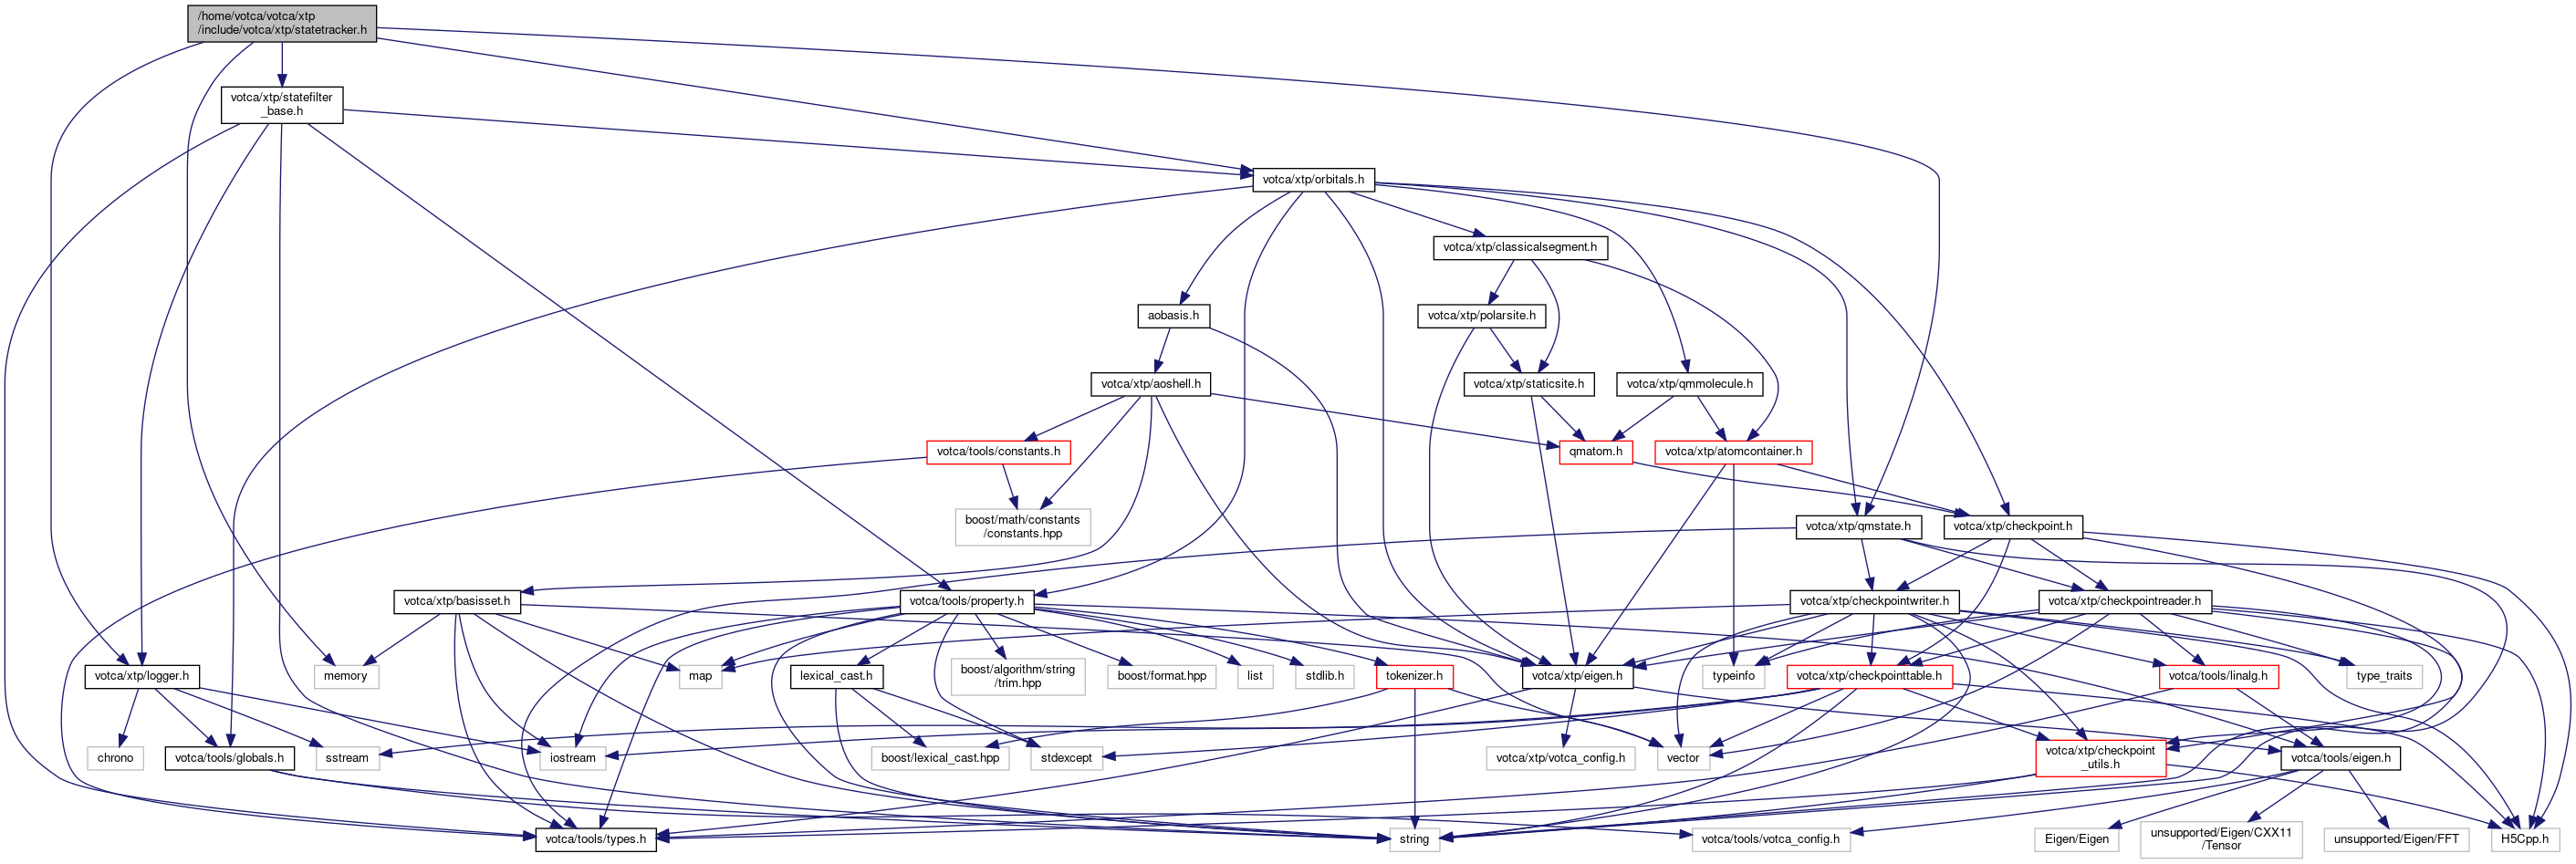 /home/votca/votca/xtp
/include/votca/xtp/statetracker.h
votca/xtp/statefilter
_base.h
votca/xtp/orbitals.h
votca/xtp/classicalsegment.h
aobasis.h
votca/xtp/polarsite.h
votca/xtp/aoshell.h
votca/xtp/staticsite.h
votca/xtp/qmmolecule.h
votca/tools/constants.h
qmatom.h
votca/xtp/atomcontainer.h
boost/math/constants
/constants.hpp
votca/xtp/qmstate.h
votca/xtp/checkpoint.h
votca/xtp/basisset.h
votca/tools/property.h
votca/xtp/checkpointwriter.h
votca/xtp/checkpointreader.h
votca/xtp/logger.h
memory
map
lexical_cast.h
boost/algorithm/string
/trim.hpp
boost/format.hpp
list
stdlib.h
tokenizer.h
votca/xtp/eigen.h
typeinfo
votca/xtp/checkpointtable.h
votca/tools/linalg.h
type_traits
chrono
votca/tools/globals.h
sstream
iostream
boost/lexical_cast.hpp
stdexcept
votca/xtp/votca_config.h
vector
votca/xtp/checkpoint
_utils.h
votca/tools/eigen.h
votca/tools/types.h
string
votca/tools/votca_config.h
Eigen/Eigen
unsupported/Eigen/CXX11
/Tensor
unsupported/Eigen/FFT
H5Cpp.h